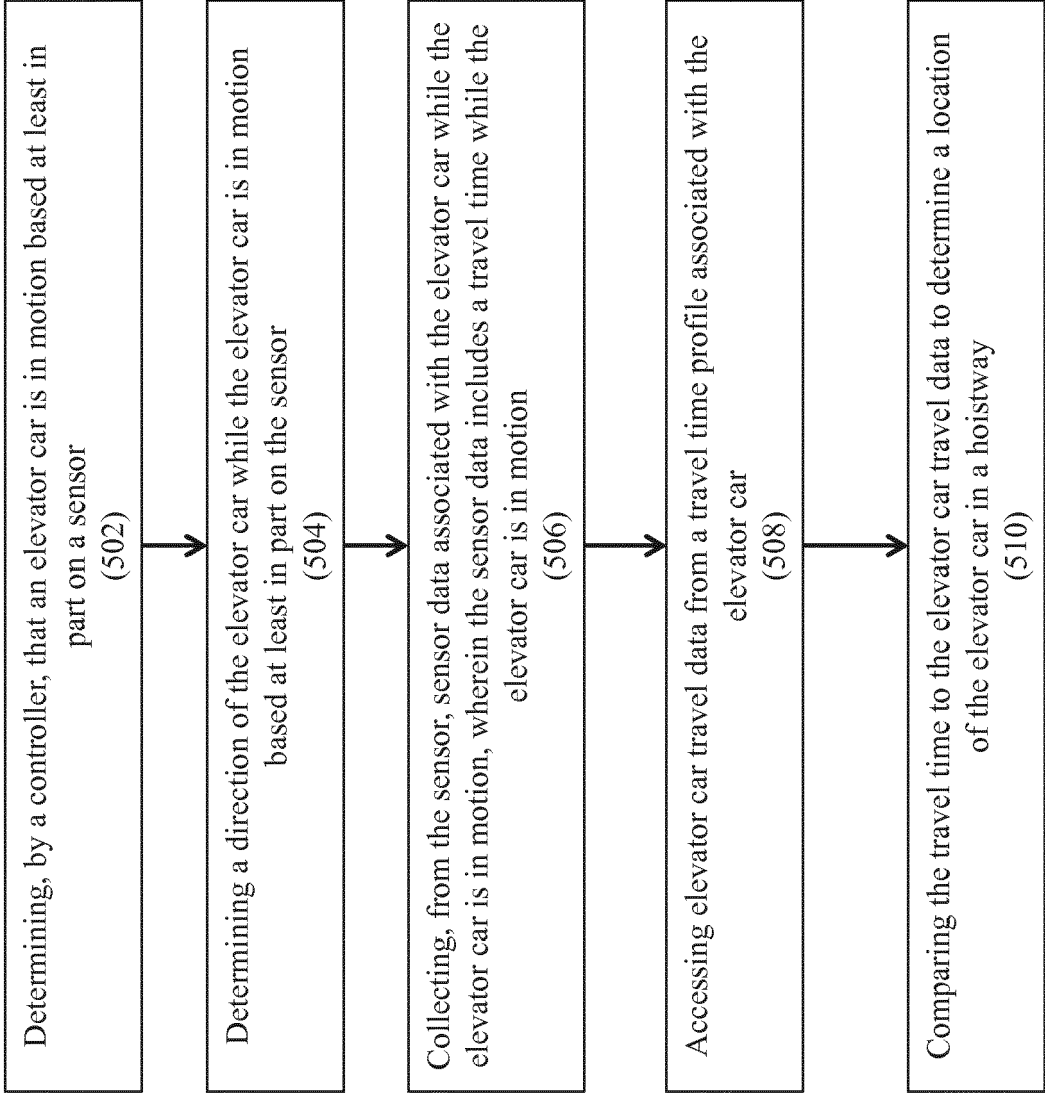 Determining, by a controller, that an elevator car is in motion based at least in
part on a sensor
(502)
Determining a direction of the elevator car while the elevator car is in motion
based at least in part on the sensor
(504)
Collecting, from the sensor, sensor data associated with the elevator car while the
elevator car is in motion, wherein the sensor data includes a travel time while the
elevator car is in motion
(506)
Accessing elevator car travel data from a travel time profile associated with the
elevator car
(508)
Comparing the travel time to the elevator car travel data to determine a location
of the elevator car in a hoistway
(510)